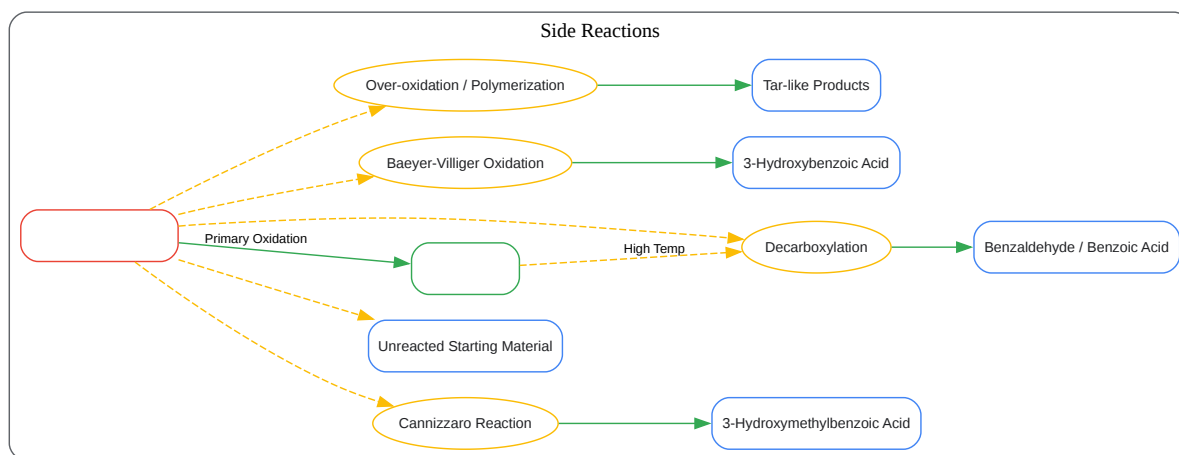 Side Reactions
Over-oxidation / Polymerization
Tar-like Products
Baeyer-Villiger Oxidation
3-Hydroxybenzoic Acid
Primary Oxidation
High Temp
Decarboxylation
Benzaldehyde / Benzoic Acid
Unreacted Starting Material
Cannizzaro Reaction
3-Hydroxymethylbenzoic Acid